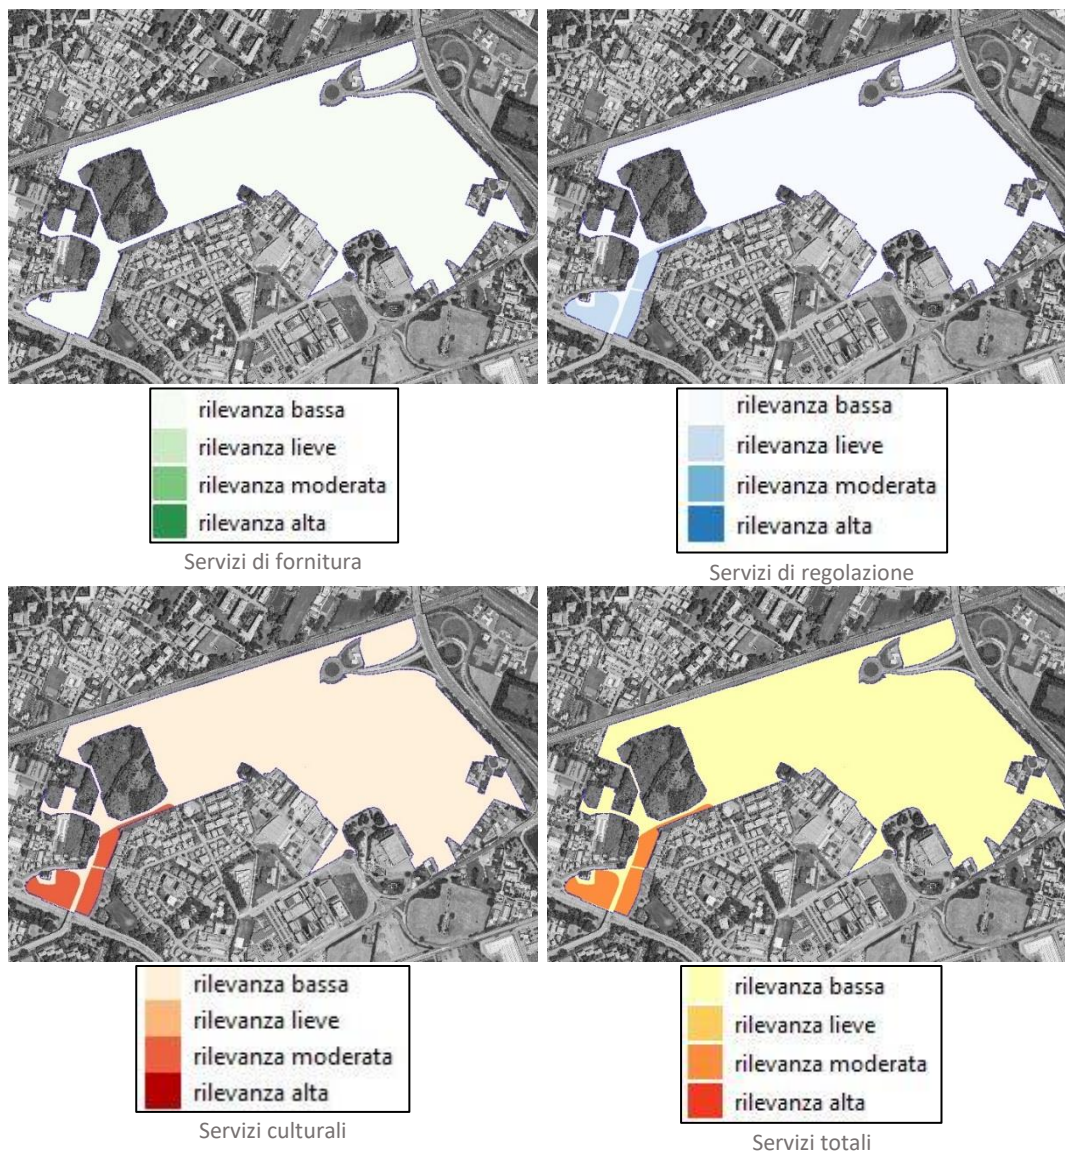 rilevanza bassa
rilevanza lieve
rilevanza moderata
rilevanza alta
Servizi di fornitura
rilevanza bassa
rilevanza lieve
rilevanza moderata
rilevanza alta
Servizi di regolazione
rilevanza bassa
rilevanza lieve
rilevanza moderata
rilevanza alta
Servizi culturali
rilevanza bassa
rilevanza lieve
rilevanza moderata
rilevanza alta
Servizi totali